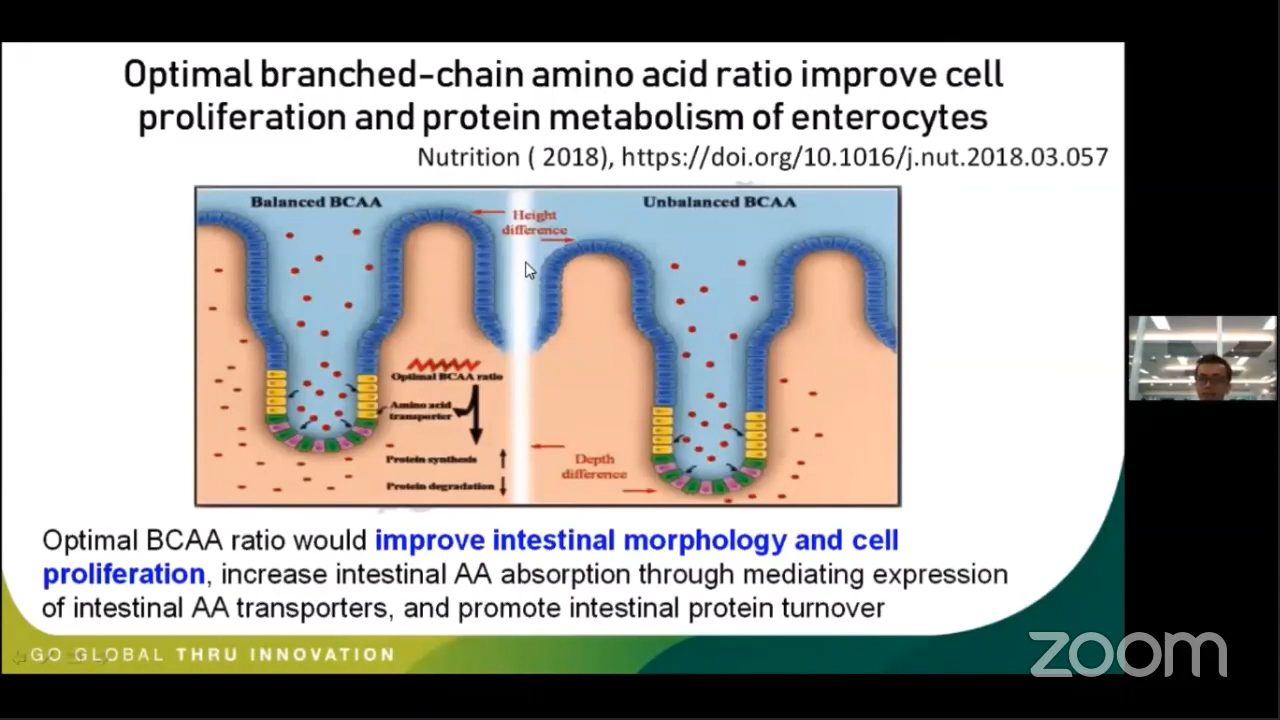 Optimal branched-chain amino acid ratio improve cell
proliferation and protein metabolism of enterocytes
Nutrition ( 2018), https://doi.org/10.1016/j.nut.2018.03.057
Balanced BCAA
Height
difference
Unbalanced BCAA
Optimal BCAA ratio
Amino acid
transporter
Protein synthesis
Protein degradation
Depth
difference
Optimal BCAA ratio would improve intestinal morphology and cell
proliferation, increase intestinal AA absorption through mediating expression
of intestinal AA transporters, and promote intestinal protein turnover
GO GLOBAL THRU INNOVATION
zoom